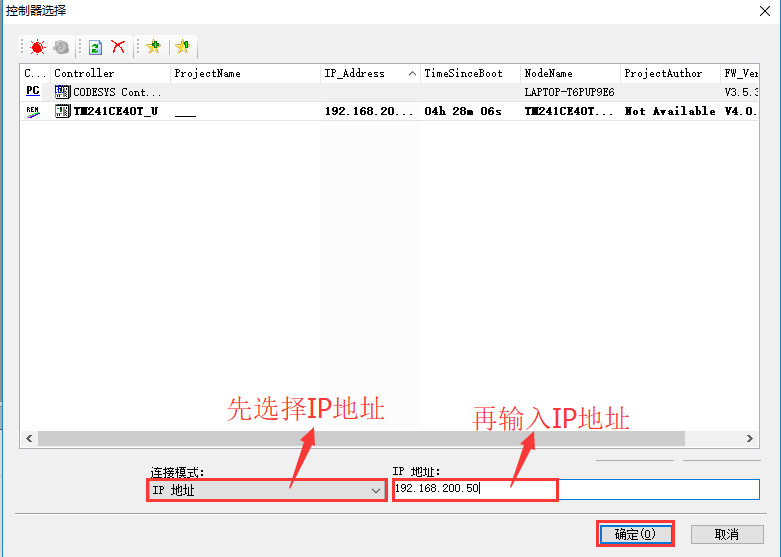 控制器选择
C... Controller ProjectName IP_Address TimeSinceBoot NodeName ProjectAuthor FW_Ver
PC CODESYS Cont... LAPTOP-T6PUP9E6 V3.5.3
REM TM241CE40T_U ___ 192.168.20... 04h 28m 06s TM241CE40T... Not Available V4.0.
先选择IP地址
再输入IP地址
连接模式:
IP 地址:
IP 地址
192.168.200.50
确定(O)
取消